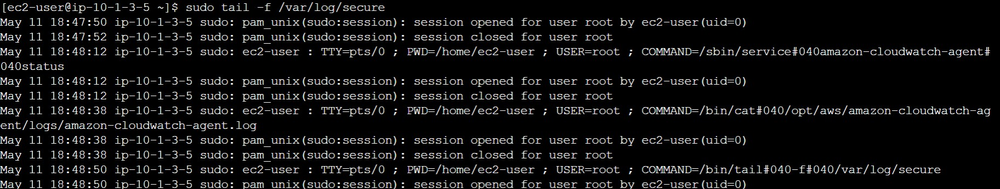 [ec2-user@ip-10-1-3-5 ~]$ sudo tail -f /var/log/secure
May 11 18:47:50 ip-10-1-3-5 sudo: pam_unix(sudo:session): session opened for user root by ec2-user(uid=0)
May 11 18:47:52 ip-10-1-3-5 sudo: pam_unix(sudo:session): session closed for user root
May 11 18:48:12 ip-10-1-3-5 sudo: ec2-user : TTY=pts/0 ; PWD=/home/ec2-user ; USER=root ; COMMAND=/sbin/service#040amazon-cloudwatch-agent#
040status
May 11 18:48:12 ip-10-1-3-5 sudo: pam_unix(sudo:session): session opened for user root by ec2-user(uid=0)
May 11 18:48:12 ip-10-1-3-5 sudo: pam_unix(sudo:session): session closed for user root
May 11 18:48:38 ip-10-1-3-5 sudo: ec2-user : TTY=pts/0 ; PWD=/home/ec2-user ; USER=root ; COMMAND=/bin/cat#040/opt/aws/amazon-cloudwatch-ag
ent/logs/amazon-cloudwatch-agent.log
May 11 18:48:38 ip-10-1-3-5 sudo: pam_unix(sudo:session): session opened for user root by ec2-user(uid=0)
May 11 18:48:38 ip-10-1-3-5 sudo: pam_unix(sudo:session): session closed for user root
May 11 18:48:50 ip-10-1-3-5 sudo: ec2-user : TTY=pts/0 ; PWD=/home/ec2-user ; USER=root ; COMMAND=/bin/tail#040-f#040/var/log/secure
May 11 18:48:50 ip-10-1-3-5 sudo: pam_unix(sudo:session): session opened for user root by ec2-user(uid=0)